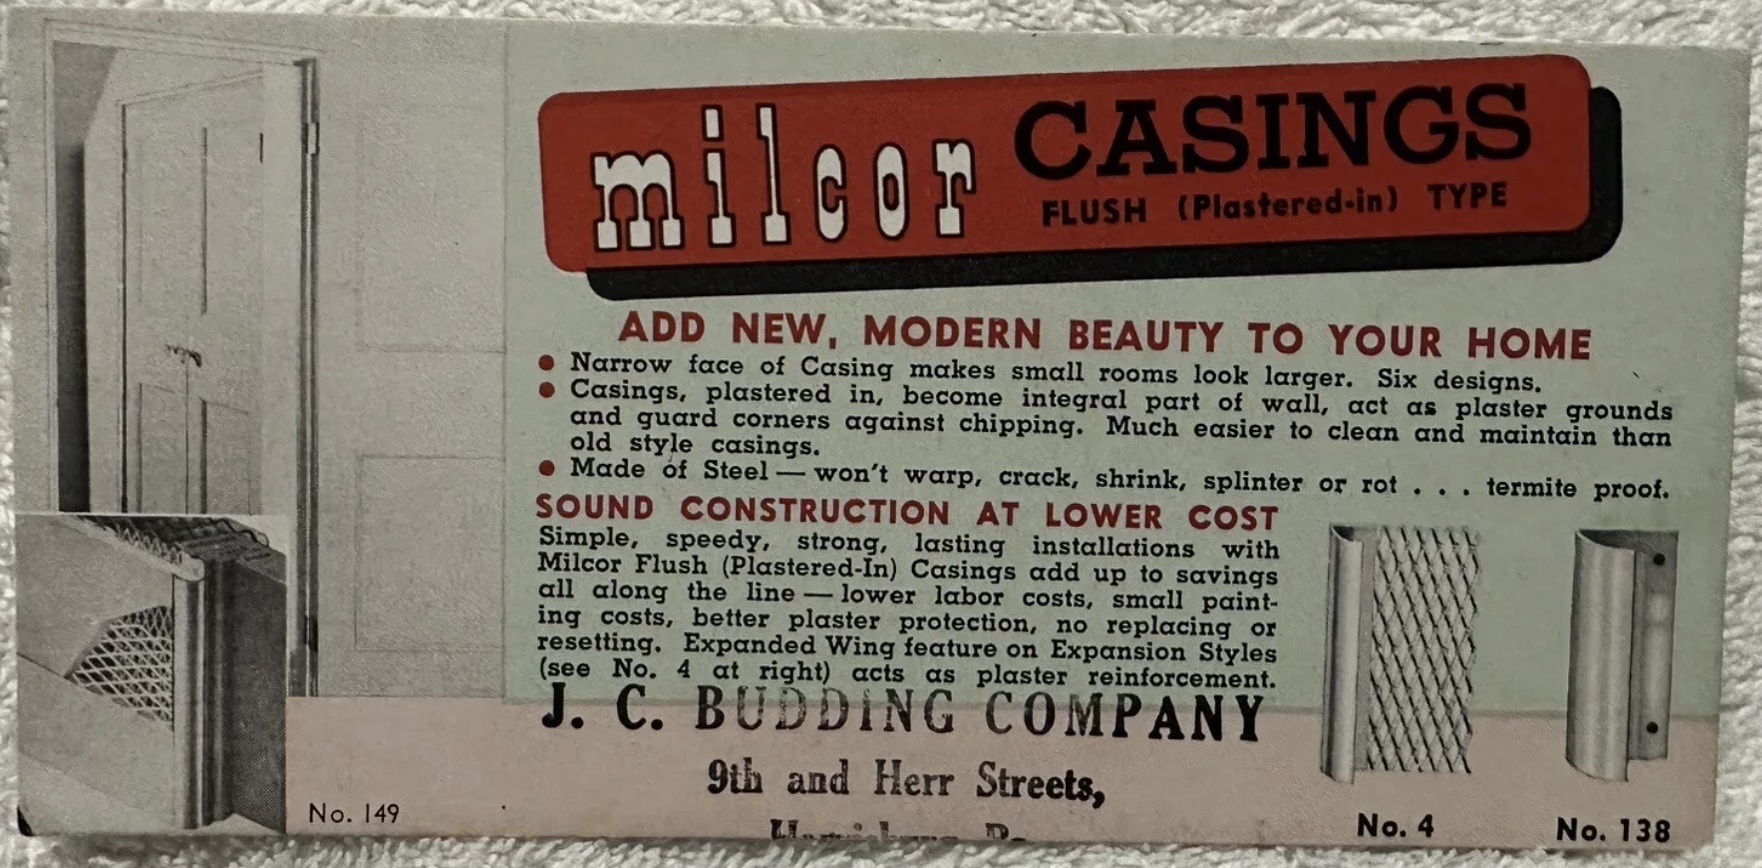 milcor CASINGS
FLUSH (Plastered-in) TYPE
ADD NEW, MODERN BEAUTY TO YOUR HOME
● Narrow face of Casing makes small rooms look larger. Six designs.
● Casings, plastered in, become integral part of wall, act as plaster grounds
and guard corners against chipping. Much easier to clean and maintain than
old style casings.
● Made of Steel — won't warp, crack, shrink, splinter or rot . . . termite proof.
SOUND CONSTRUCTION AT LOWER COST
Simple, speedy, strong, lasting installations with
Milcor Flush (Plastered-In) Casings add up to savings
all along the line — lower labor costs, small paint-
ing costs, better plaster protection, no replacing or
resetting. Expanded Wing feature on Expansion Styles
(see No. 4 at right) acts as plaster reinforcement.
J. C. BUDDING COMPANY
9th and Herr Streets,
No. 149
No. 4
No. 138